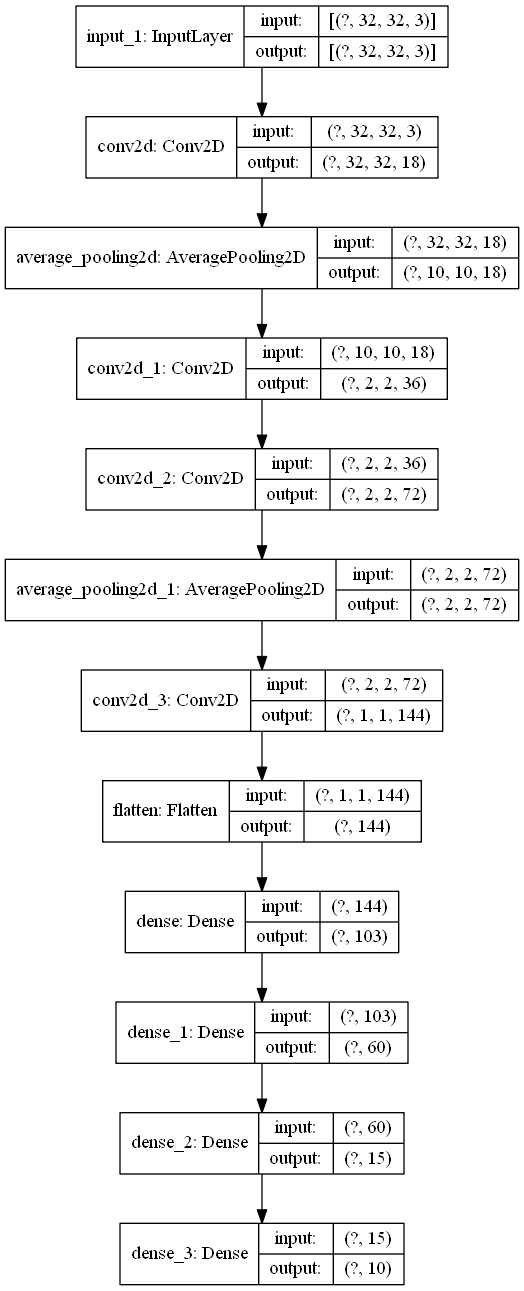 input_1: InputLayer
input: [(?, 32, 32, 3)]
output: [(?, 32, 32, 3)]
conv2d: Conv2D
input: (?, 32, 32, 3)
output: (?, 32, 32, 18)
average_pooling2d: AveragePooling2D
input: (?, 32, 32, 18)
output: (?, 10, 10, 18)
conv2d_1: Conv2D
input: (?, 10, 10, 18)
output: (?, 2, 2, 36)
conv2d_2: Conv2D
input: (?, 2, 2, 36)
output: (?, 2, 2, 72)
average_pooling2d_1: AveragePooling2D
input: (?, 2, 2, 72)
output: (?, 2, 2, 72)
conv2d_3: Conv2D
input: (?, 2, 2, 72)
output: (?, 1, 1, 144)
flatten: Flatten
input: (?, 1, 1, 144)
output: (?, 144)
dense: Dense
input: (?, 144)
output: (?, 103)
dense_1: Dense
input: (?, 103)
output: (?, 60)
dense_2: Dense
input: (?, 60)
output: (?, 15)
dense_3: Dense
input: (?, 15)
output: (?, 10)